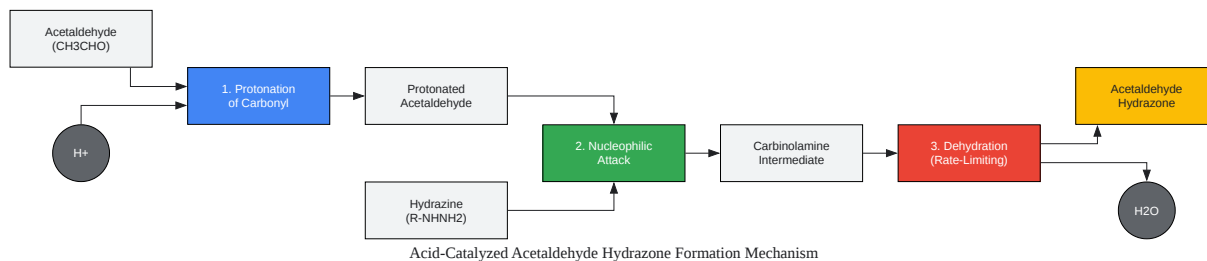 Acetaldehyde
(CH3CHO)
H+
1. Protonation
of Carbonyl
Protonated
Acetaldehyde
Hydrazine
(R-NHNH2)
2. Nucleophilic
Attack
Carbinolamine
Intermediate
3. Dehydration
(Rate-Limiting)
Acetaldehyde
Hydrazone
H2O
Acid-Catalyzed Acetaldehyde Hydrazone Formation Mechanism